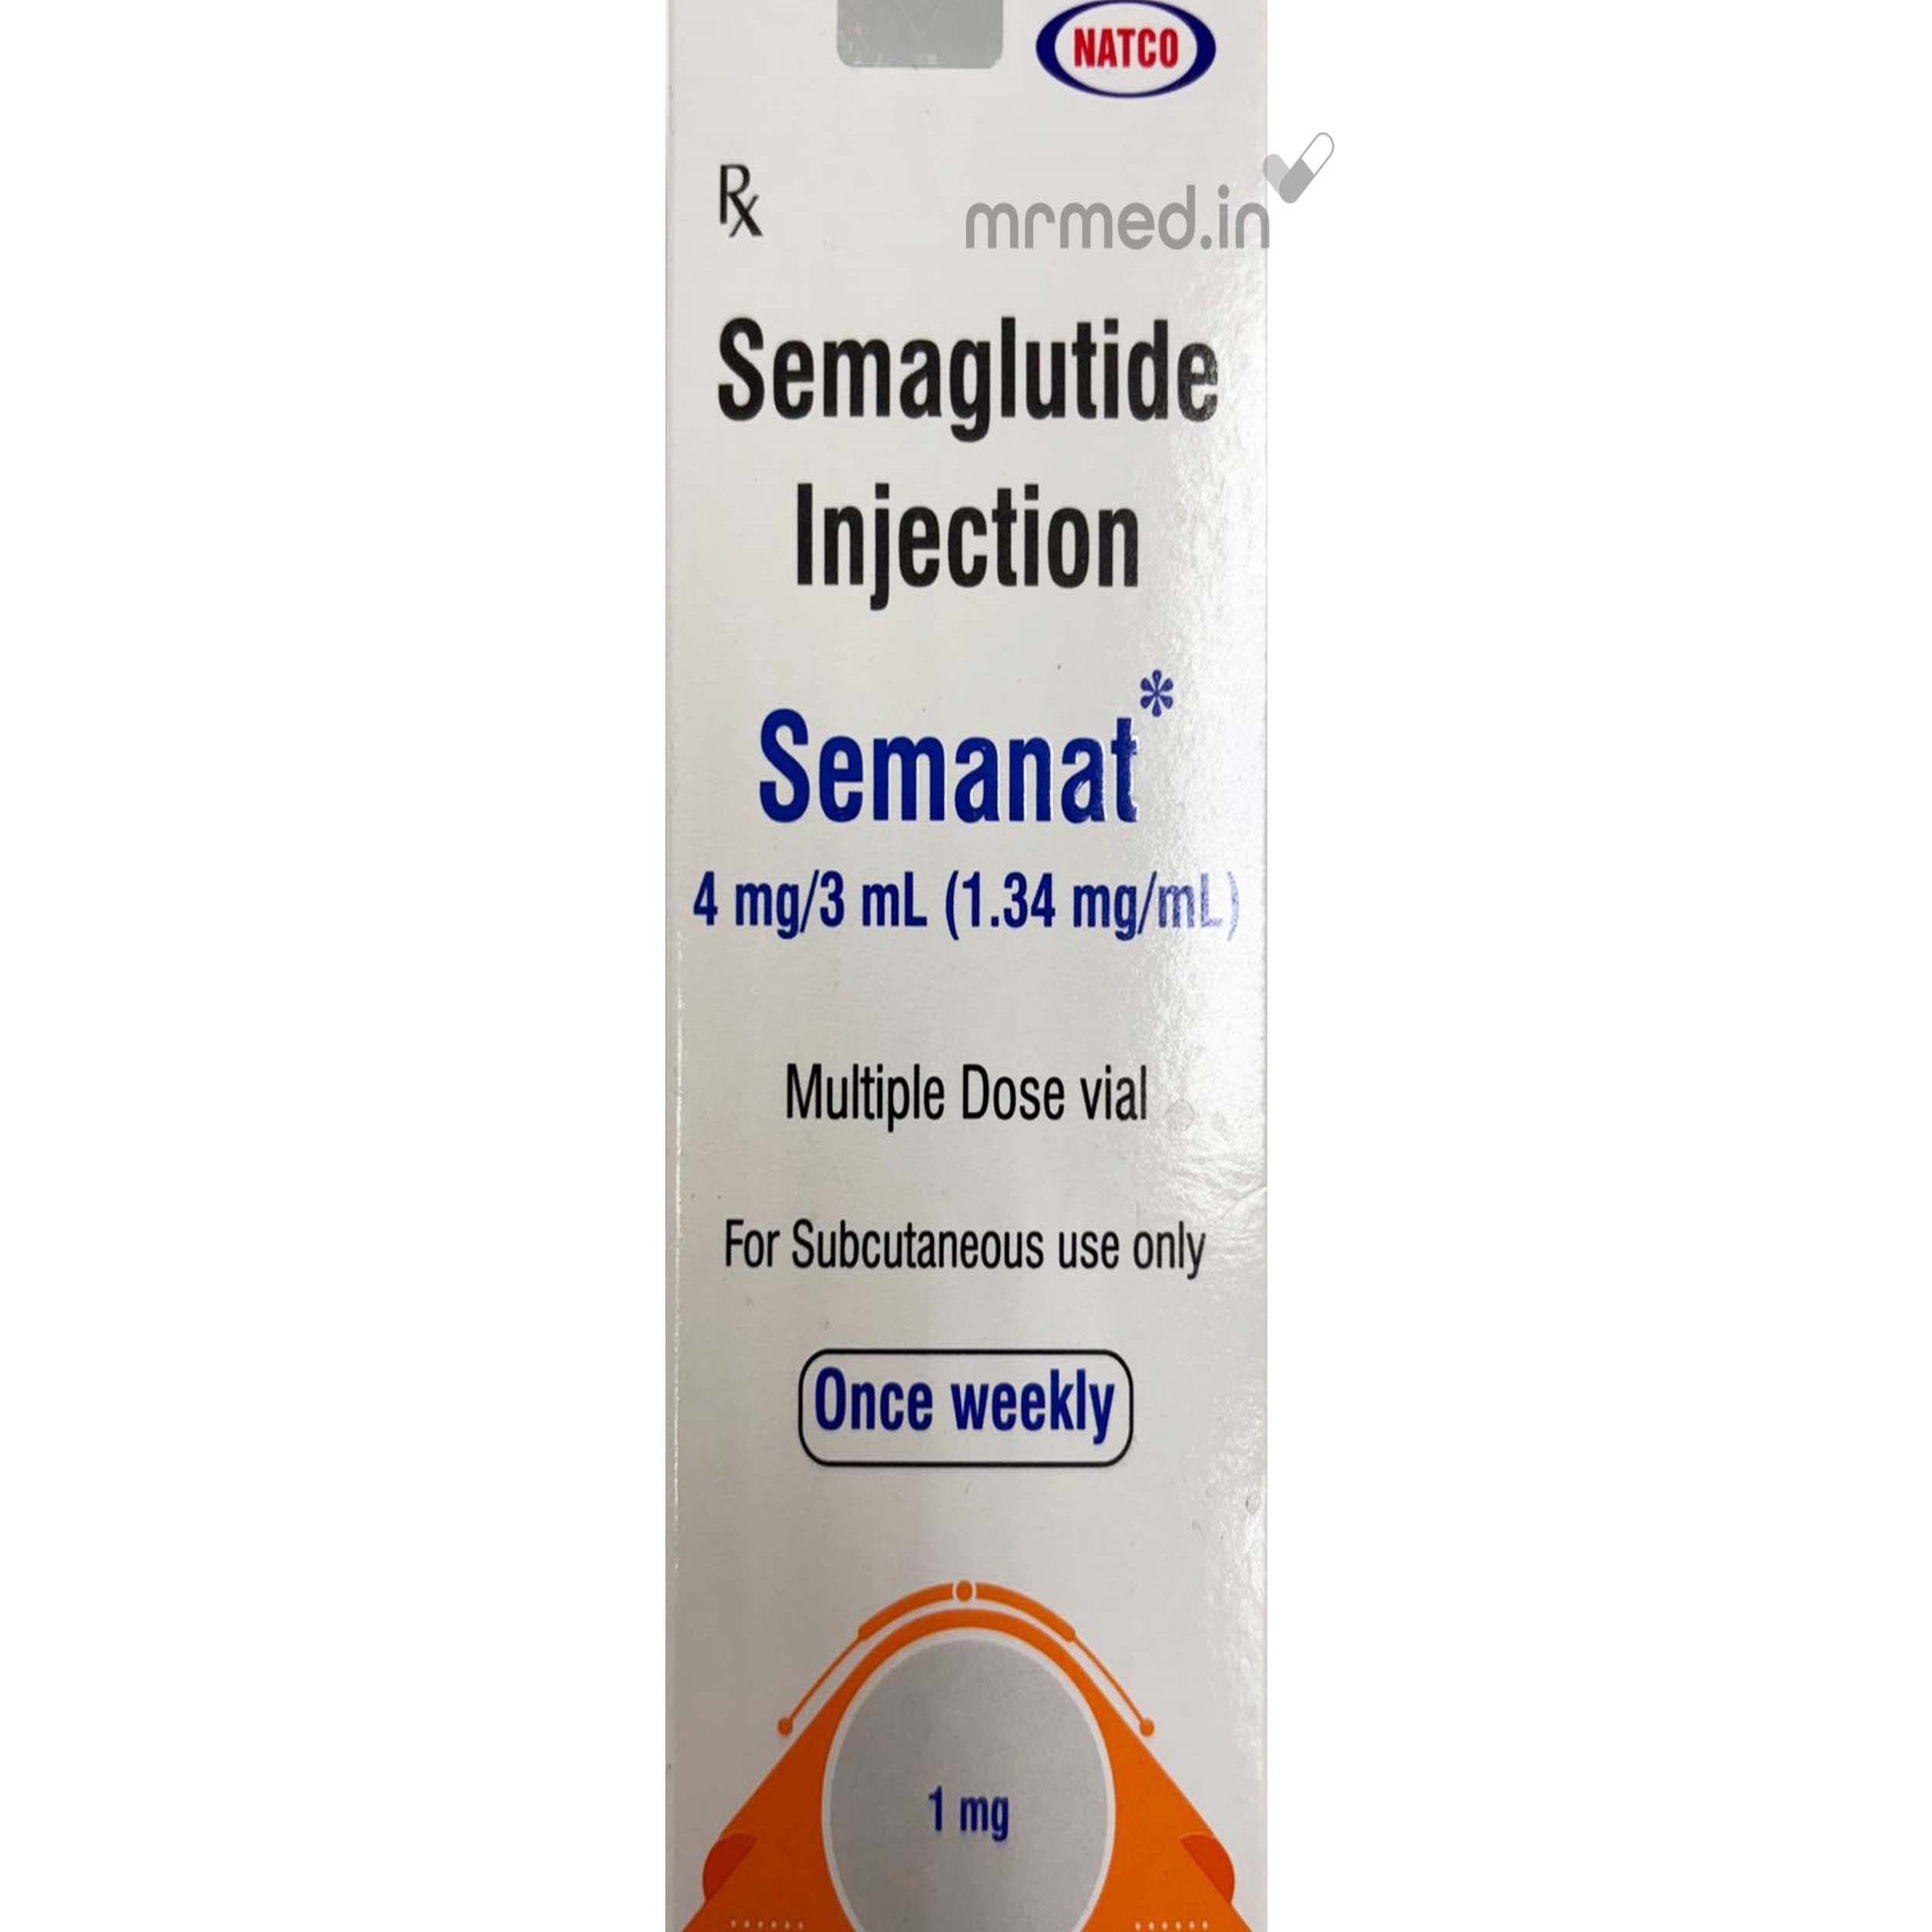 NATCO
Rx
mrmed.in
Semaglutide
Injection
Semanat*
4 mg/3 mL (1.34 mg/mL)
Multiple Dose vial
For Subcutaneous use only
Once weekly
1 mg